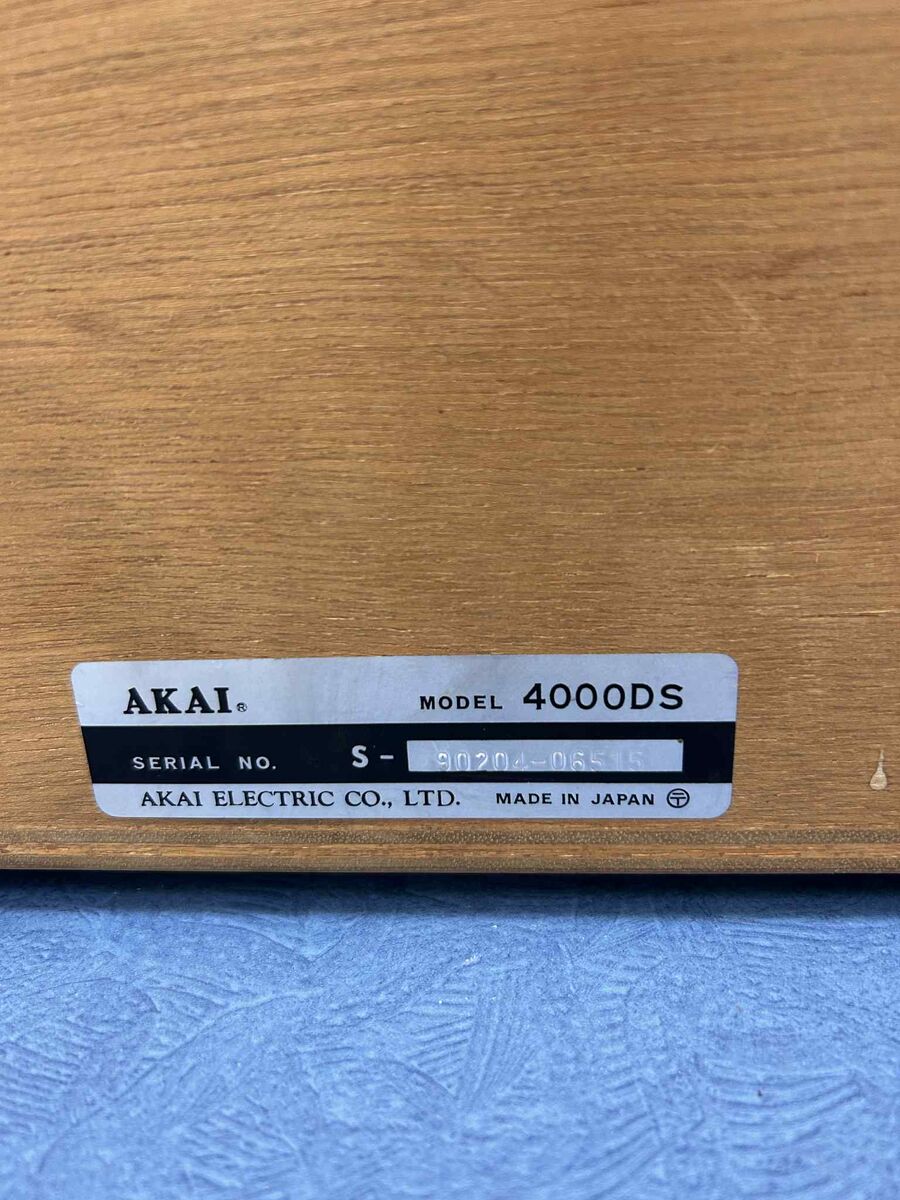 AKAI® MODEL 4000DS
SERIAL NO. S- 90204-06515
AKAI ELECTRIC CO., LTD. MADE IN JAPAN 〶